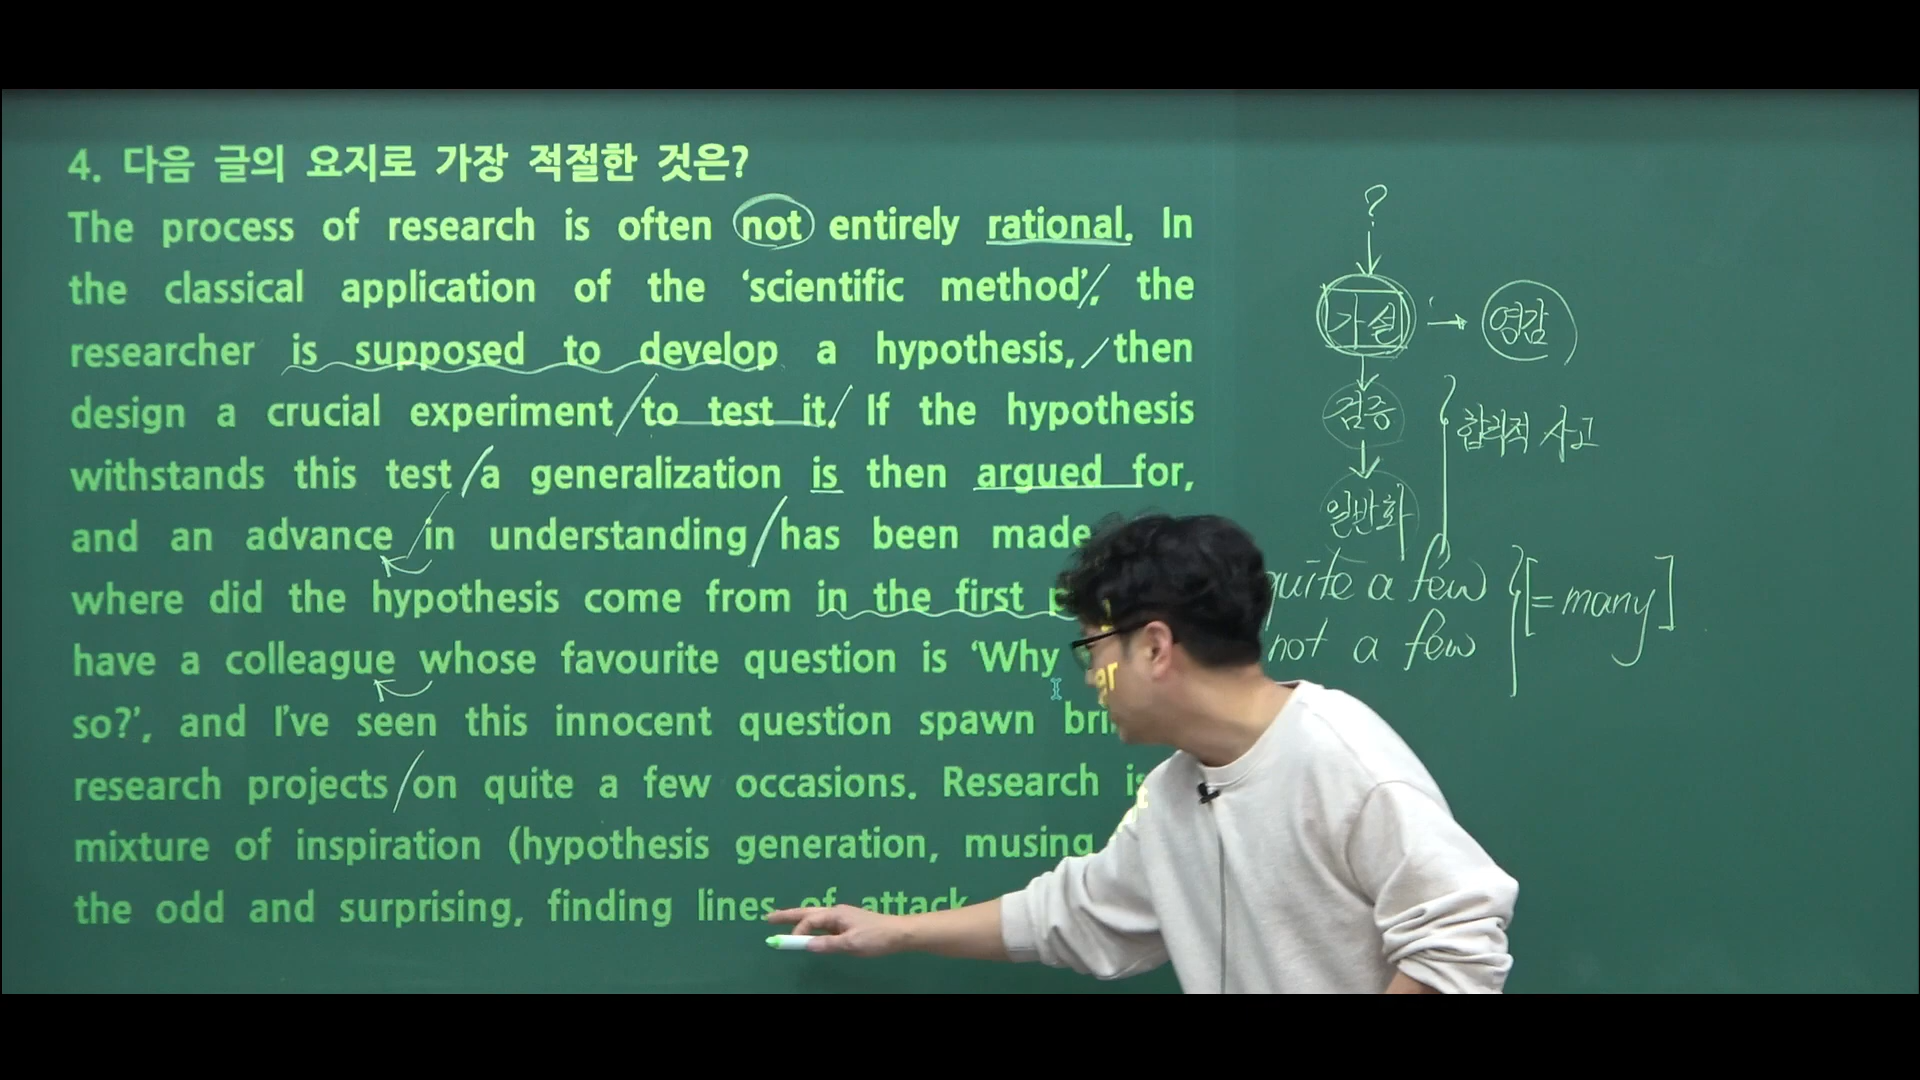 4. 다음 글의 요지로 가장 적절한 것은?
The process of research is often not entirely rational. In
the classical application of the ‘scientific method’, the
researcher is supposed to develop a hypothesis, then
design a crucial experiment to test it. If the hypothesis
withstands this test a generalization is then argued for,
and an advance in understanding has been made
where did the hypothesis come from in the first
have a colleague whose favourite question is ‘Why
so?’, and I’ve seen this innocent question spawn
research projects on quite a few occasions. Research is
mixture of inspiration (hypothesis generation, musing
the odd and surprising, finding lines of attack
?
가설 → 영감
검증
합리적 사고
일반화
quite a few
[= many]
not a few